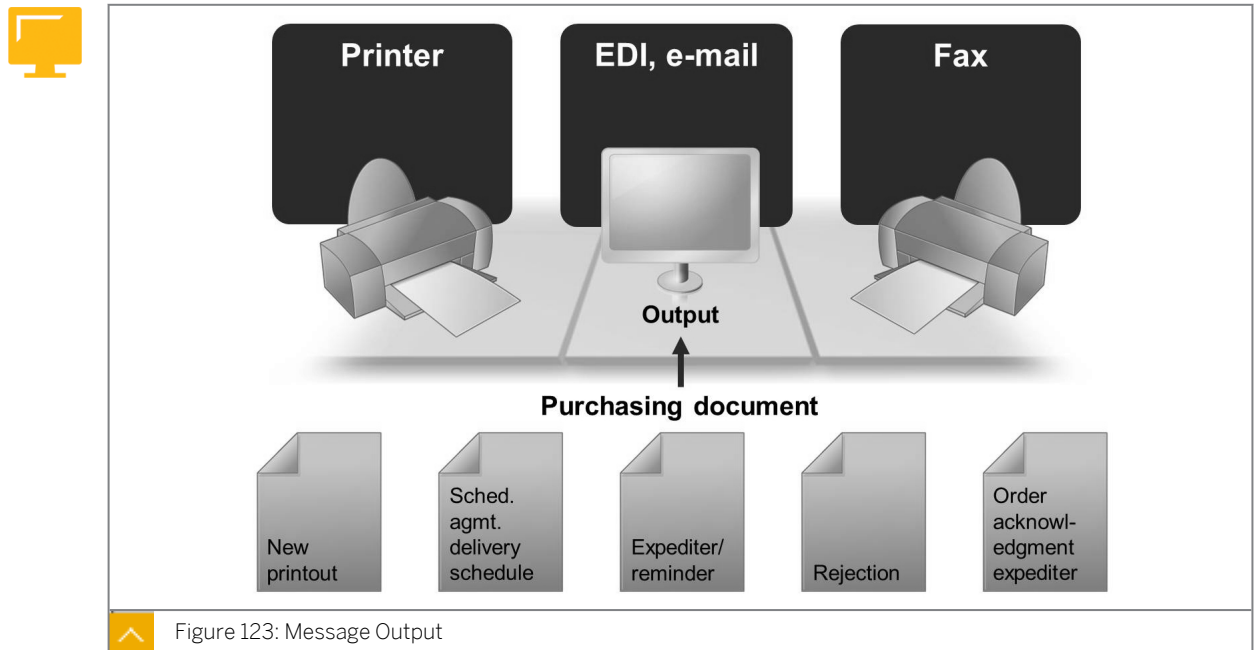 Printer
EDI, e-mail
Fax
Output
Purchasing document
New
printout
Sched.
agmt.
delivery
schedule
Expediter/
reminder
Rejection
Order
acknowl-
edgment
expediter
Figure 123: Message Output